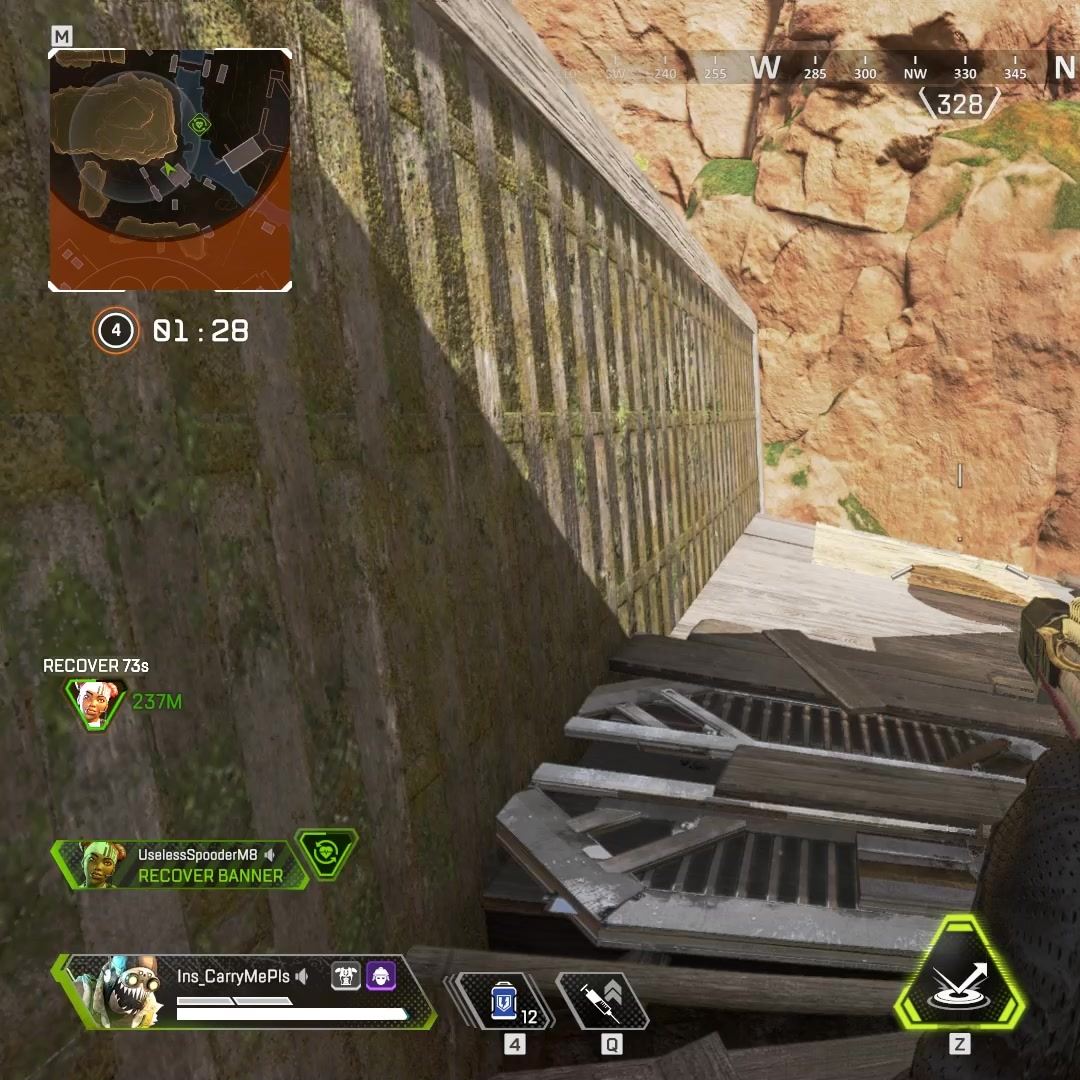 M
240 255 W 285 300 NW 330 345 N
328
4 01:28
RECOVER 73s
237M
UselessSpooderM8
RECOVER BANNER
Ins_CarryMePls
12
4 Q Z